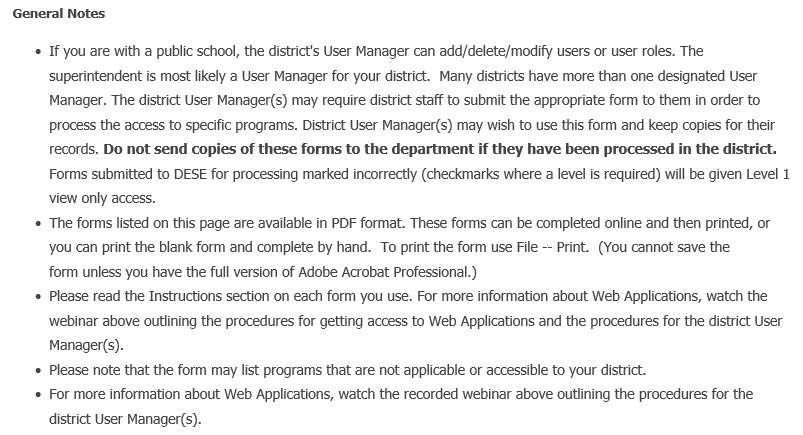 General Notes
• If you are with a public school, the district's User Manager can add/delete/modify users or user roles. The
superintendent is most likely a User Manager for your district.  Many districts have more than one designated User
Manager. The district User Manager(s) may require district staff to submit the appropriate form to them in order to
process the access to specific programs. District User Manager(s) may wish to use this form and keep copies for their
records. Do not send copies of these forms to the department if they have been processed in the district.
Forms submitted to DESE for processing marked incorrectly (checkmarks where a level is required) will be given Level 1
view only access.
• The forms listed on this page are available in PDF format. These forms can be completed online and then printed, or
you can print the blank form and complete by hand.  To print the form use File -- Print.  (You cannot save the
form unless you have the full version of Adobe Acrobat Professional.)
• Please read the Instructions section on each form you use. For more information about Web Applications, watch the
webinar above outlining the procedures for getting access to Web Applications and the procedures for the district User
Manager(s).
• Please note that the form may list programs that are not applicable or accessible to your district.
• For more information about Web Applications, watch the recorded webinar above outlining the procedures for the
district User Manager(s).